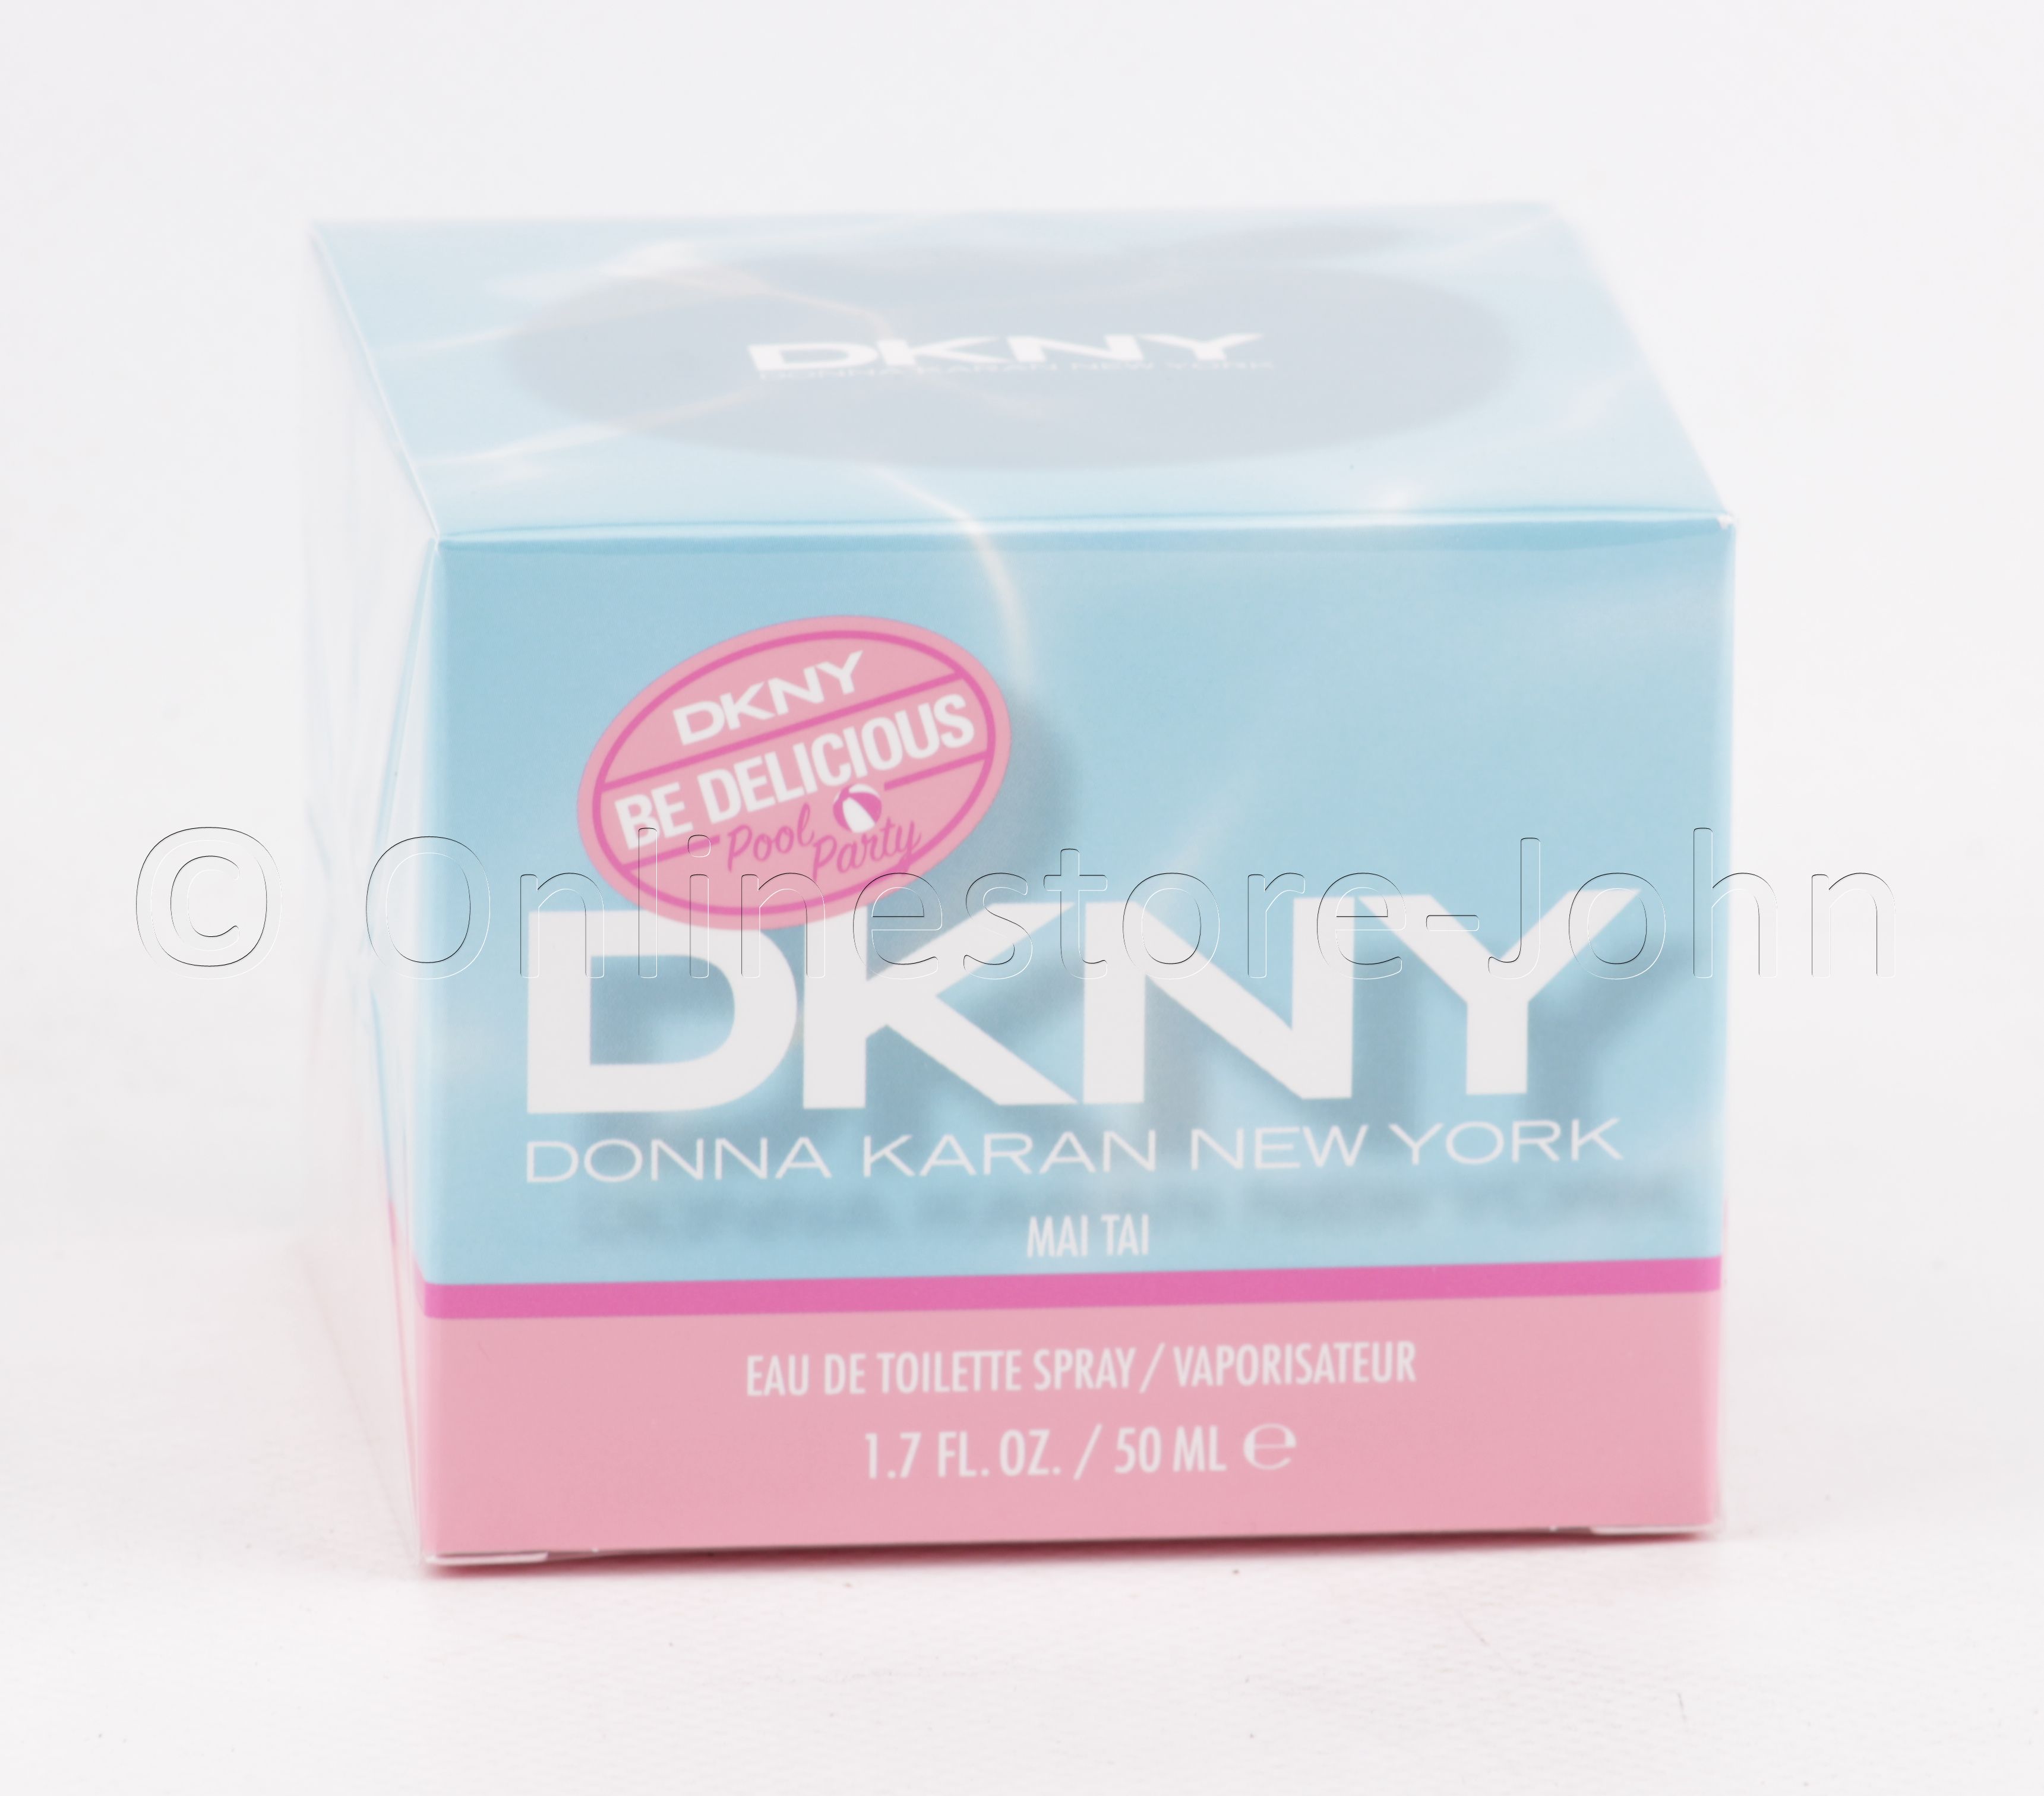 DKNY
DONNA KARAN NEW YORK
DKNY
BE DELICIOUS
Pool
Party
© Onlinestore-John
DKNY
DONNA KARAN NEW YORK
MAI TAI
EAU DE TOILETTE SPRAY / VAPORISATEUR
1.7 FL. OZ. / 50 ML ℮